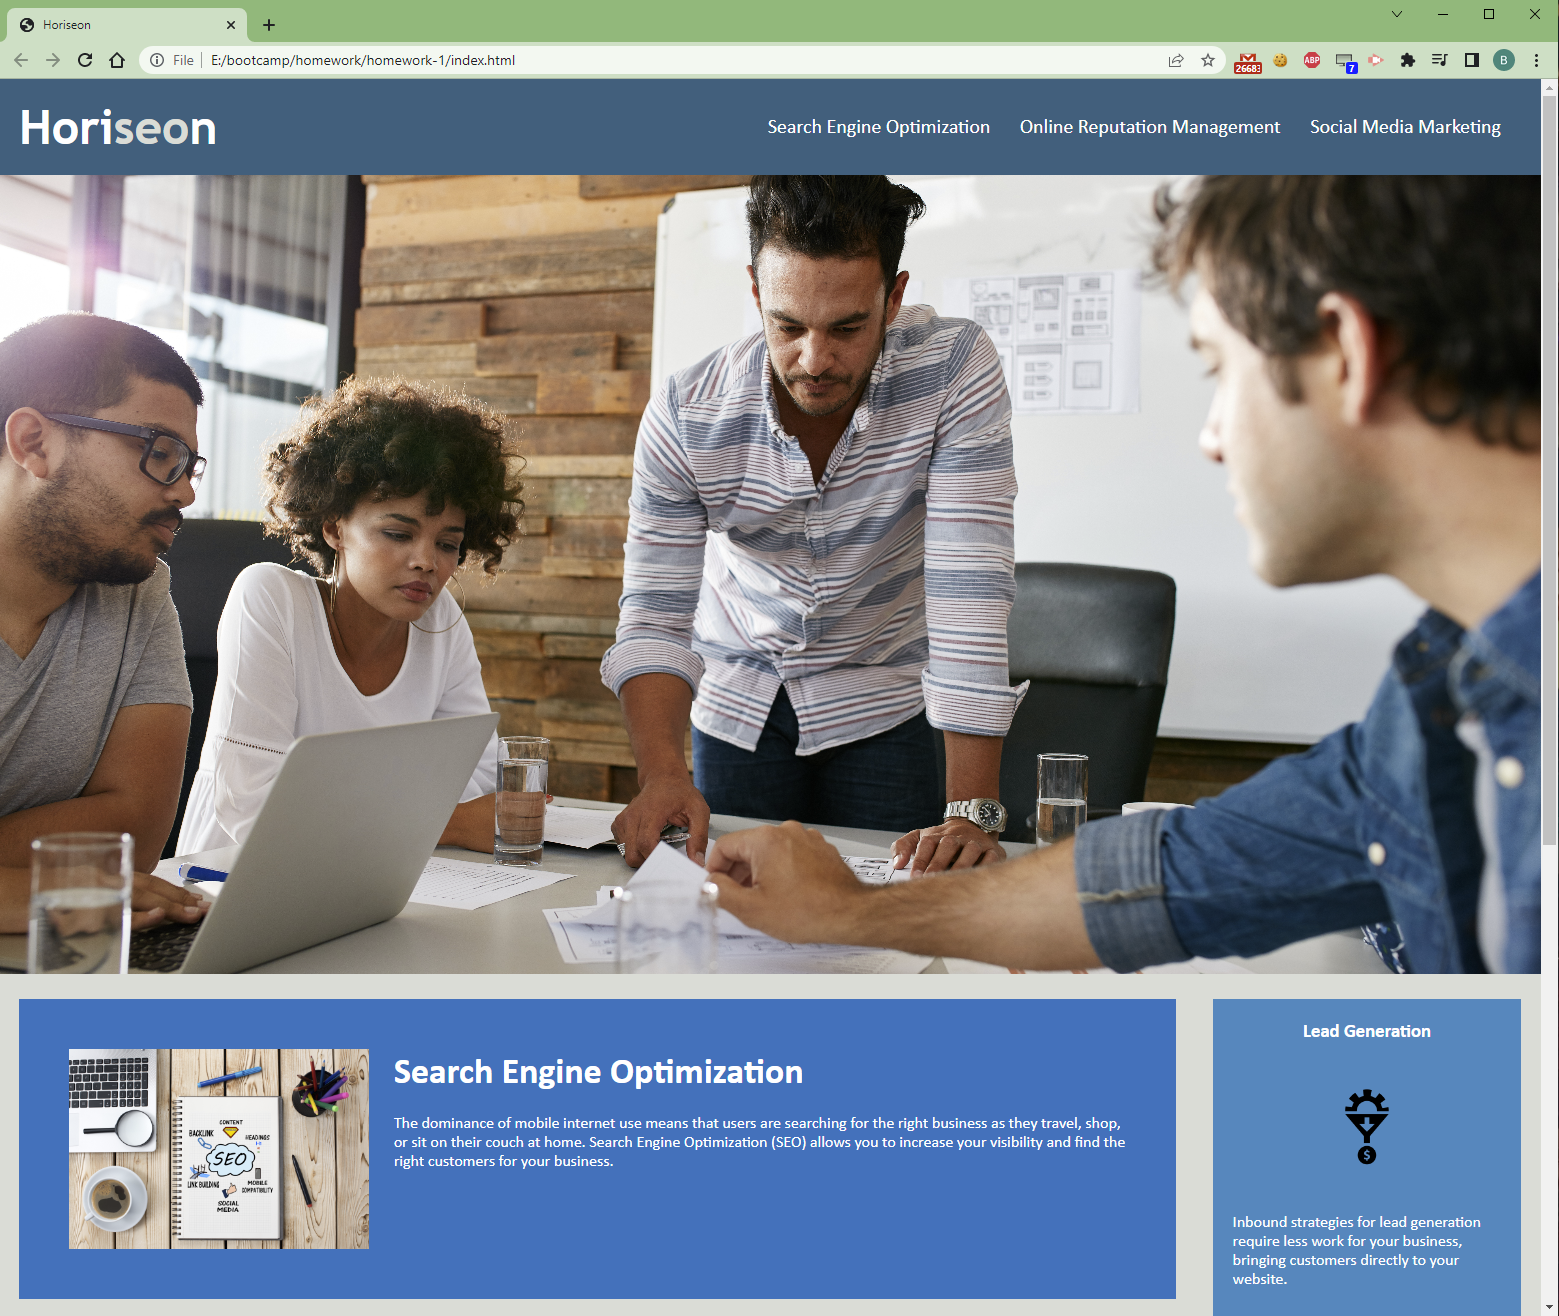 Horiseon
File
E:/bootcamp/homework/homework-1/index.html
26683
ABP
7
B
Horiseon
Search Engine Optimization
Online Reputation Management
Social Media Marketing
CONTENT
BACKLINK
HEADINGS
SEO
LINK BUILDING
MOBILE
COMPATIBILITY
SOCIAL
MEDIA
Search Engine Optimization
The dominance of mobile internet use means that users are searching for the right business as they travel, shop,
or sit on their couch at home. Search Engine Optimization (SEO) allows you to increase your visibility and find the
right customers for your business.
Lead Generation
$
Inbound strategies for lead generation
require less work for your business,
bringing customers directly to your
website.